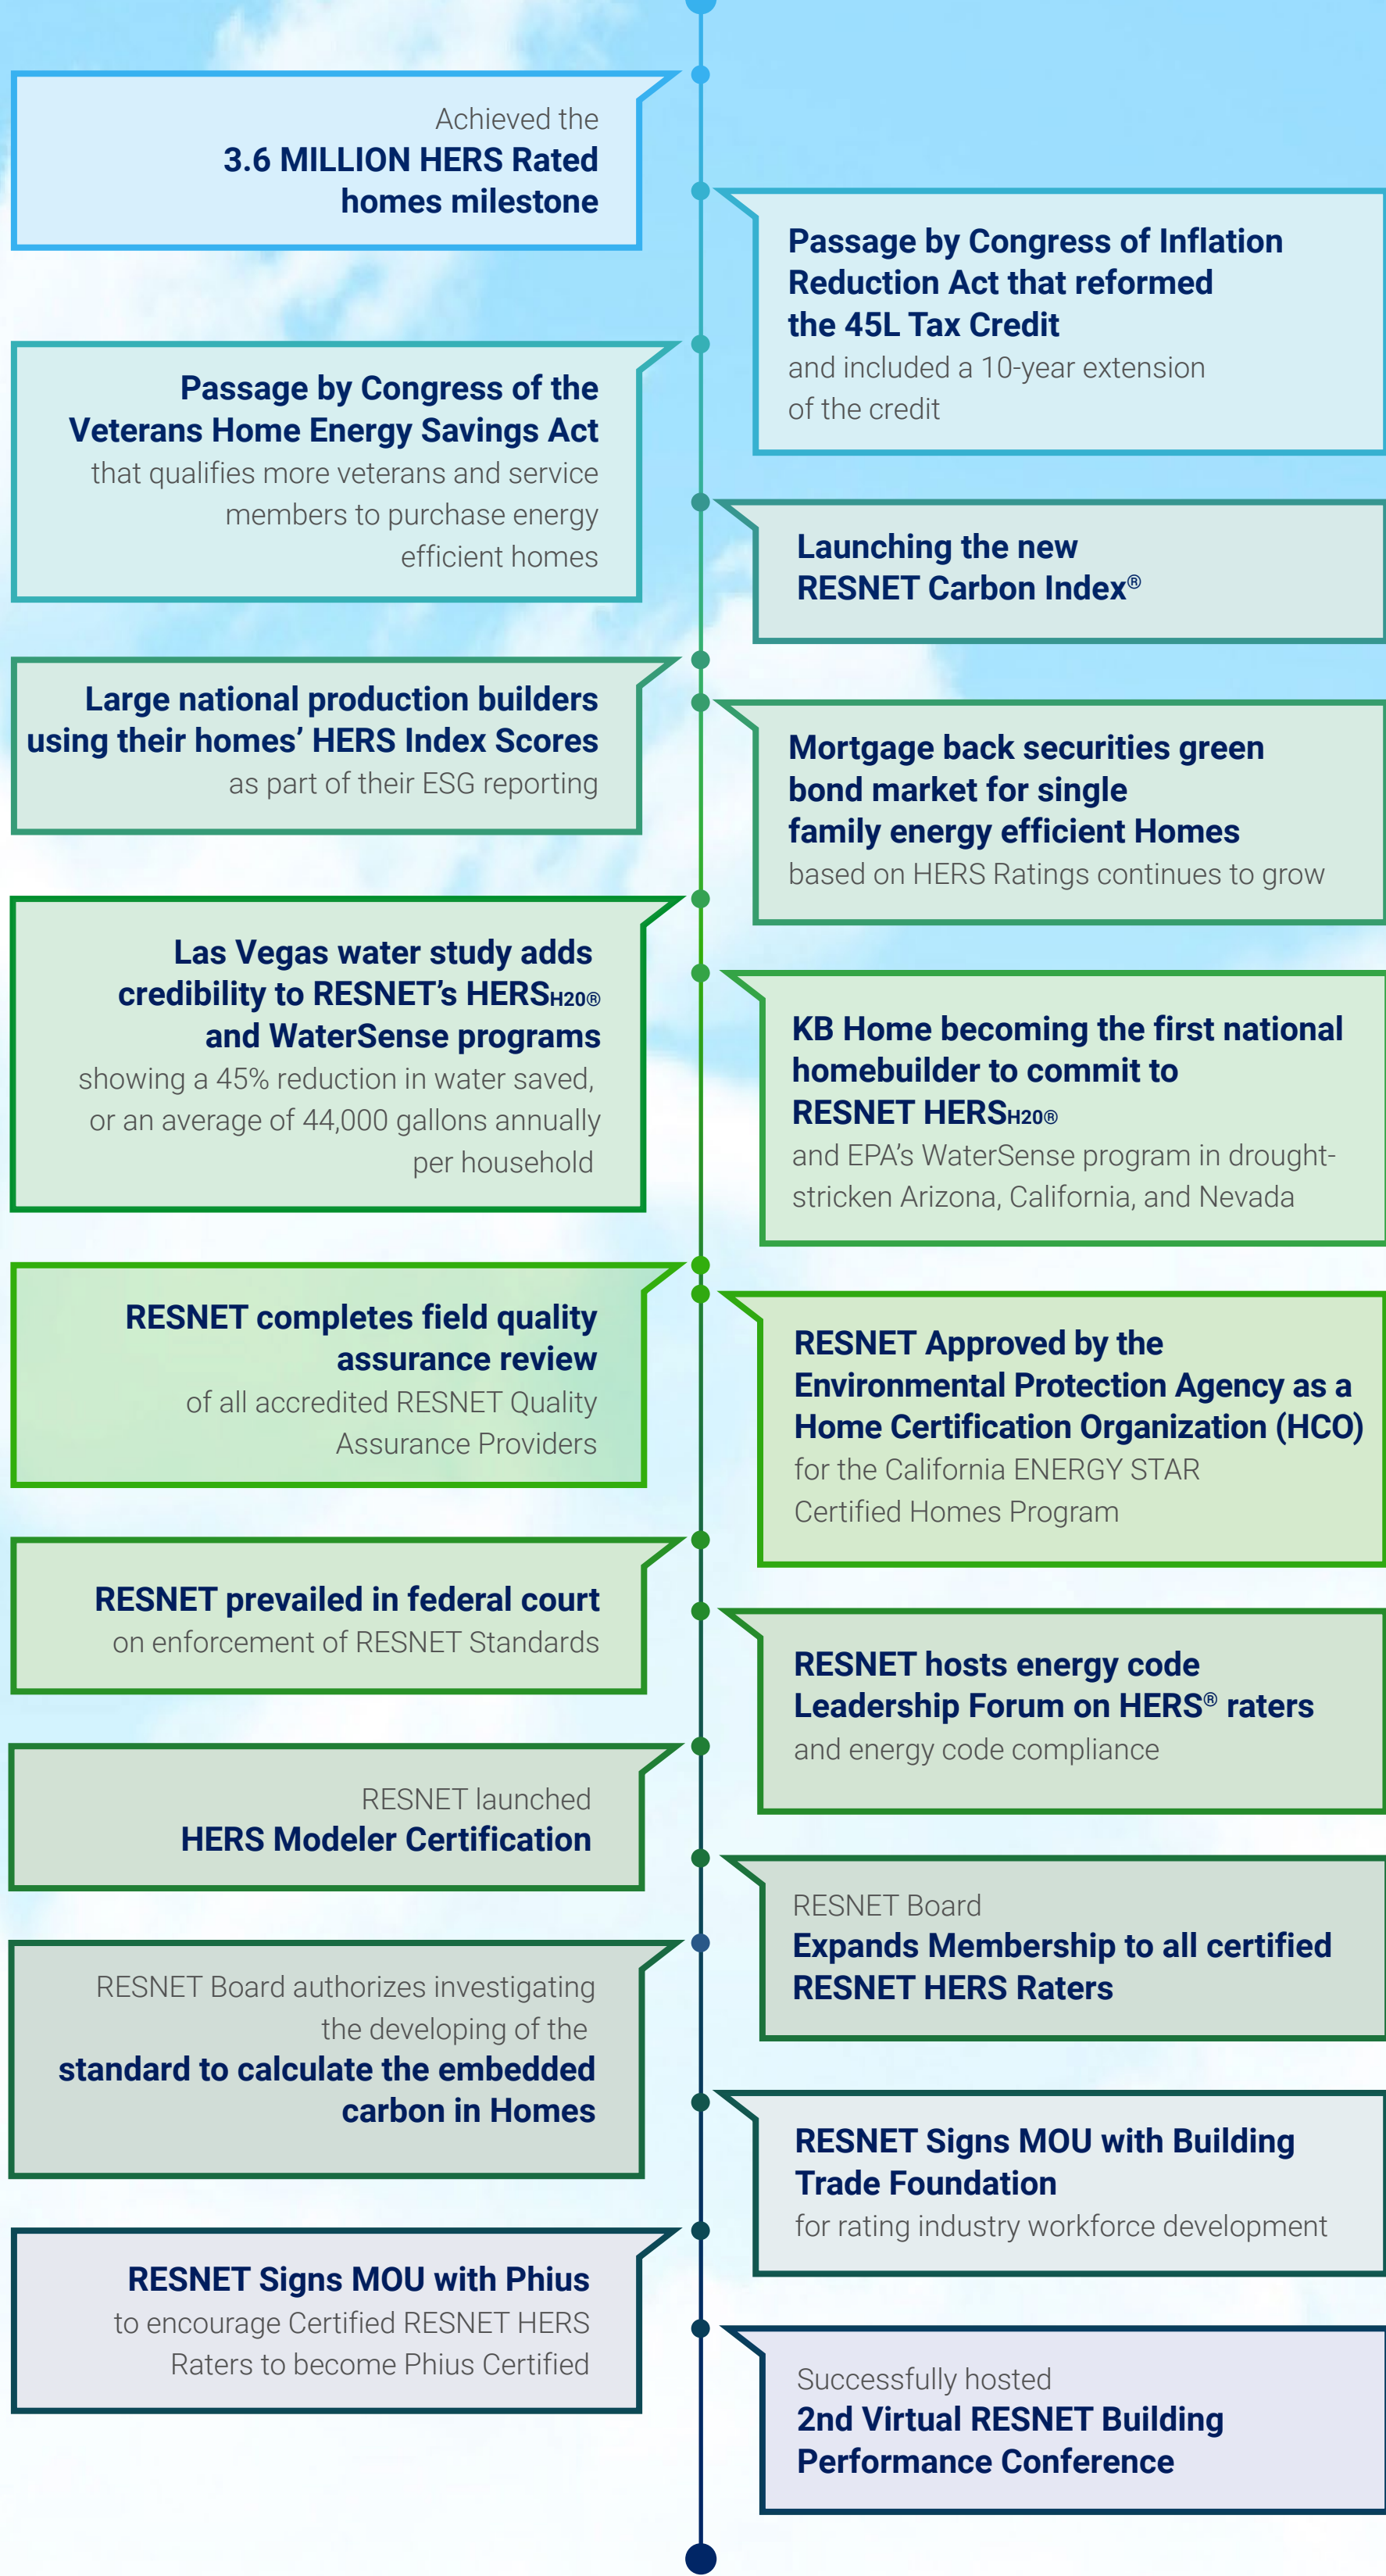 Achieved the
3.6 MILLION HERS Rated
homes milestone
Passage by Congress of Inflation
Reduction Act that reformed
the 45L Tax Credit
and included a 10-year extension
of the credit
Passage by Congress of the
Veterans Home Energy Savings Act
that qualifies more veterans and service
members to purchase energy
efficient homes
Launching the new
RESNET Carbon Index®
Large national production builders
using their homes’ HERS Index Scores
as part of their ESG reporting
Mortgage back securities green
bond market for single
family energy efficient Homes
based on HERS Ratings continues to grow
Las Vegas water study adds
credibility to RESNET’s HERSH20®
and WaterSense programs
showing a 45% reduction in water saved,
or an average of 44,000 gallons annually
per household
KB Home becoming the first national
homebuilder to commit to
RESNET HERSH20®
and EPA’s WaterSense program in drought-
stricken Arizona, California, and Nevada
RESNET completes field quality
assurance review
of all accredited RESNET Quality
Assurance Providers
RESNET Approved by the
Environmental Protection Agency as a
Home Certification Organization (HCO)
for the California ENERGY STAR
Certified Homes Program
RESNET prevailed in federal court
on enforcement of RESNET Standards
RESNET hosts energy code
Leadership Forum on HERS® raters
and energy code compliance
RESNET launched
HERS Modeler Certification
RESNET Board
Expands Membership to all certified
RESNET HERS Raters
RESNET Board authorizes investigating
the developing of the
standard to calculate the embedded
carbon in Homes
RESNET Signs MOU with Building
Trade Foundation
for rating industry workforce development
RESNET Signs MOU with Phius
to encourage Certified RESNET HERS
Raters to become Phius Certified
Successfully hosted
2nd Virtual RESNET Building
Performance Conference